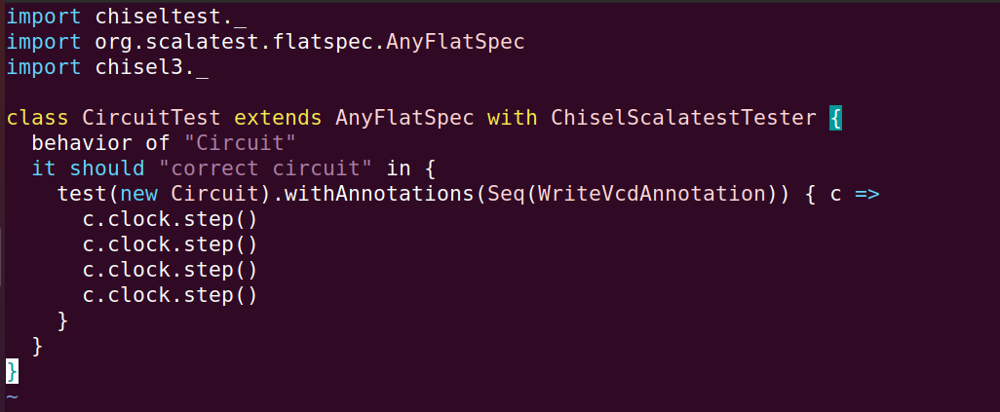 import chiseltest._
import org.scalatest.flatspec.AnyFlatSpec
import chisel3._

class CircuitTest extends AnyFlatSpec with ChiselScalatestTester {
  behavior of "Circuit"
  it should "correct circuit" in {
    test(new Circuit).withAnnotations(Seq(WriteVcdAnnotation)) { c =>
      c.clock.step()
      c.clock.step()
      c.clock.step()
      c.clock.step()
    }
  }
}
~